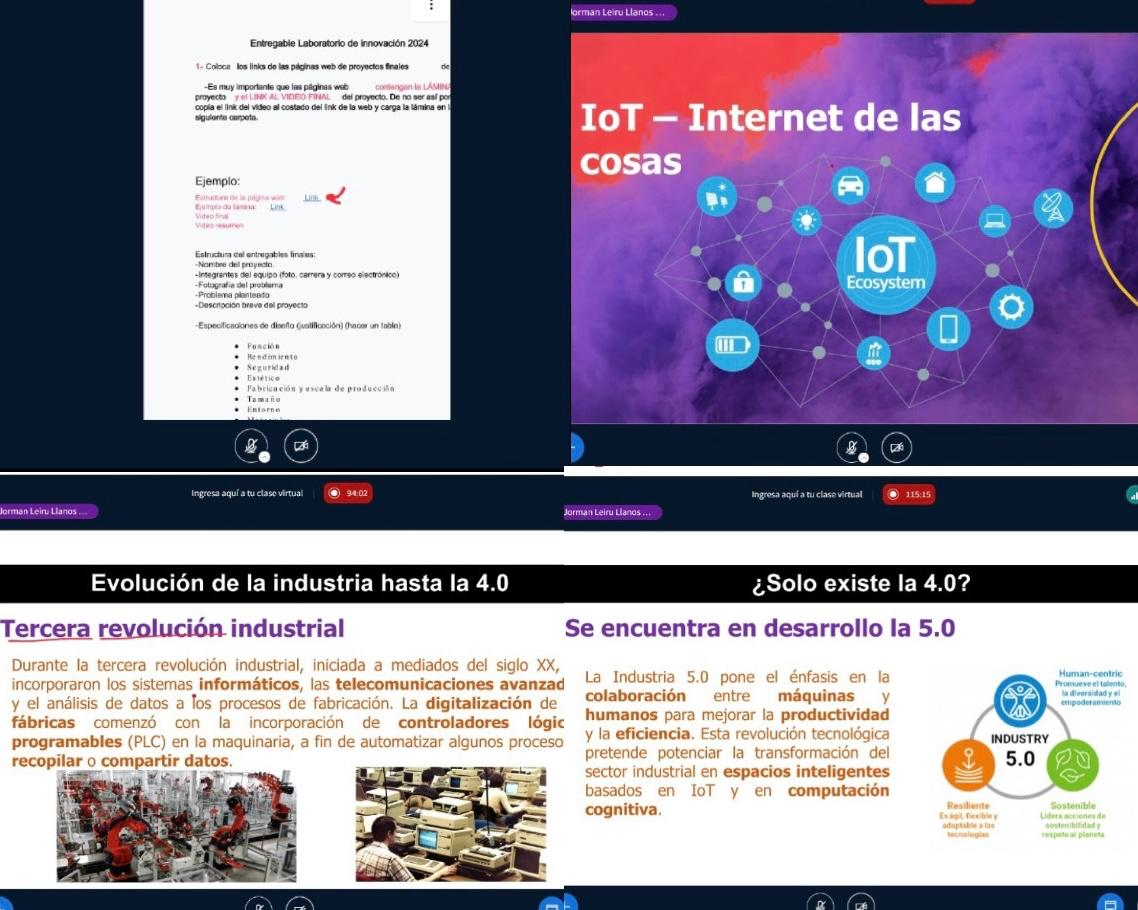 Entregable Laboratorio de innovación 2024
1.- Coloca los links de las páginas web de proyectos finales de
-Es muy importante que las páginas web contengan la LÁMINA
proyecto y el LINK AL VIDEO FINAL del proyecto. De no ser así por
copia el link del video al costado del link de la web y carga la lámina en l
siguiente carpeta.
Ejemplo:
Estructura de la página web Link
Ejemplo de lámina: Link
Video final
Video resumen
Estructura del entregables finales:
-Nombre del proyecto.
-Integrantes del equipo (foto, carrera y correo electrónico)
-Fotografía del problema
-Problema planteado
-Descripción breve del proyecto
-Especificaciones de diseño (justificación) (hacer un tabla)
● Función
● Rendimiento
● Seguridad
● Estético
● Fabricación y escala de producción
● Tamaño
● Entorno
Jorman Leiru Llanos ...
IoT – Internet de las
cosas
IoT
Ecosystem
Ingresa aquí a tu clase virtual 94:02
Jorman Leiru Llanos ...
Evolución de la industria hasta la 4.0
Tercera revolución industrial
Durante la tercera revolución industrial, iniciada a mediados del siglo XX,
incorporaron los sistemas informáticos, las telecomunicaciones avanzad
y el análisis de datos a los procesos de fabricación. La digitalización de
fábricas comenzó con la incorporación de controladores lógic
programables (PLC) en la maquinaria, a fin de automatizar algunos proceso
recopilar o compartir datos.
Ingresa aquí a tu clase virtual 115:15
Jorman Leiru Llanos ...
¿Solo existe la 4.0?
Se encuentra en desarrollo la 5.0
La Industria 5.0 pone el énfasis en la
colaboración entre máquinas y
humanos para mejorar la productividad
y la eficiencia. Esta revolución tecnológica
pretende potenciar la transformación del
sector industrial en espacios inteligentes
basados en IoT y en computación
cognitiva.
Human-centric
Promueve el talento,
la diversidad y el
empoderamiento
INDUSTRY
5.0
Resiliente
Es ágil, flexible y
adaptable a las
tecnologías
Sostenible
Lidera acciones de
sostenibilidad y
respeto al planeta